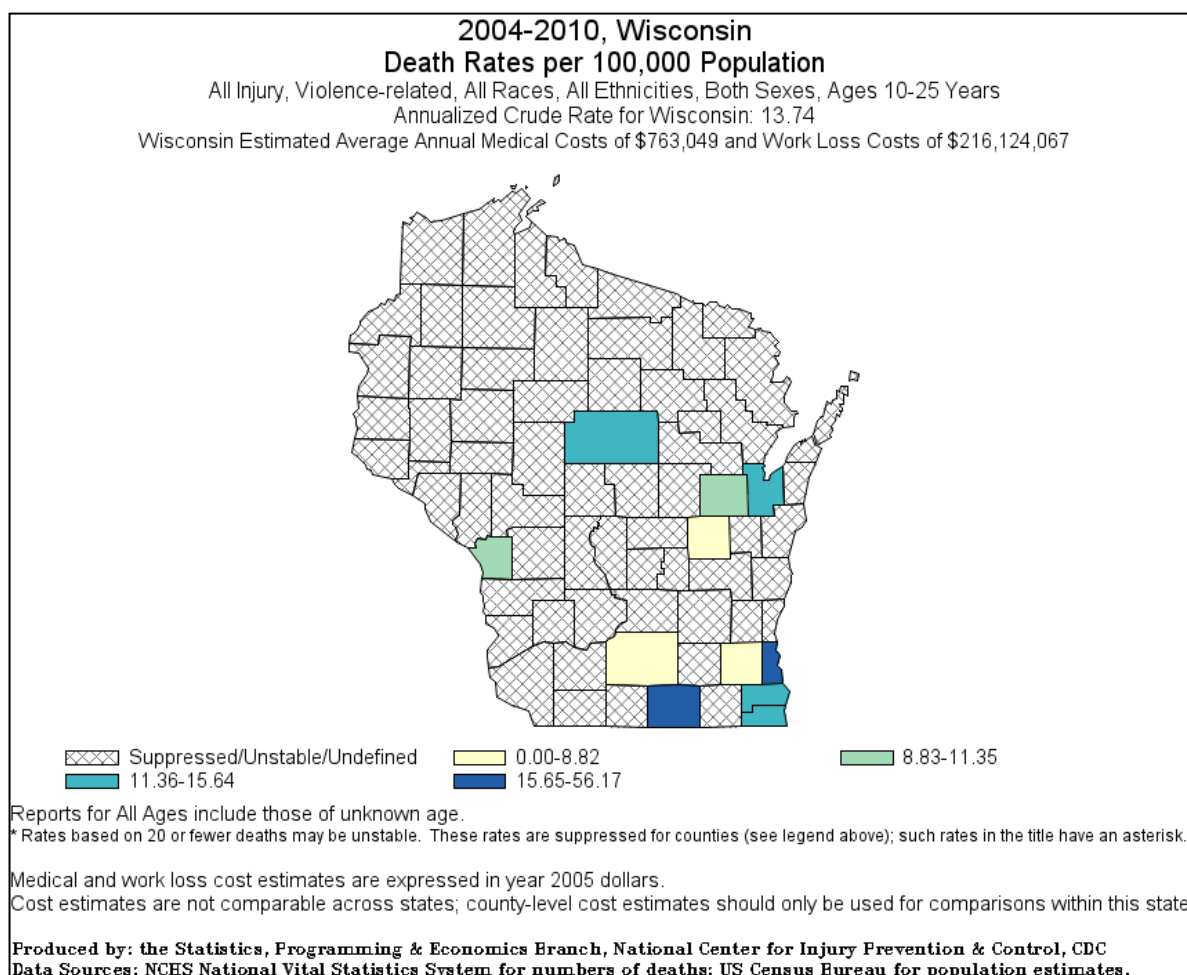 2004-2010, Wisconsin
Death Rates per 100,000 Population
All Injury, Violence-related, All Races, All Ethnicities, Both Sexes, Ages 10-25 Years
Annualized Crude Rate for Wisconsin: 13.74
Wisconsin Estimated Average Annual Medical Costs of $763,049 and Work Loss Costs of $216,124,067
Suppressed/Unstable/Undefined 0.00-8.82 8.83-11.35
11.36-15.64 15.65-56.17
Reports for All Ages include those of unknown age.
* Rates based on 20 or fewer deaths may be unstable. These rates are suppressed for counties (see legend above); such rates in the title have an asterisk.
Medical and work loss cost estimates are expressed in year 2005 dollars.
Cost estimates are not comparable across states; county-level cost estimates should only be used for comparisons within this state
Produced by: the Statistics, Programming & Economics Branch, National Center for Injury Prevention & Control, CDC
Data Sources: NCHS National Vital Statistics System for numbers of deaths; US Census Bureau for population estimates.